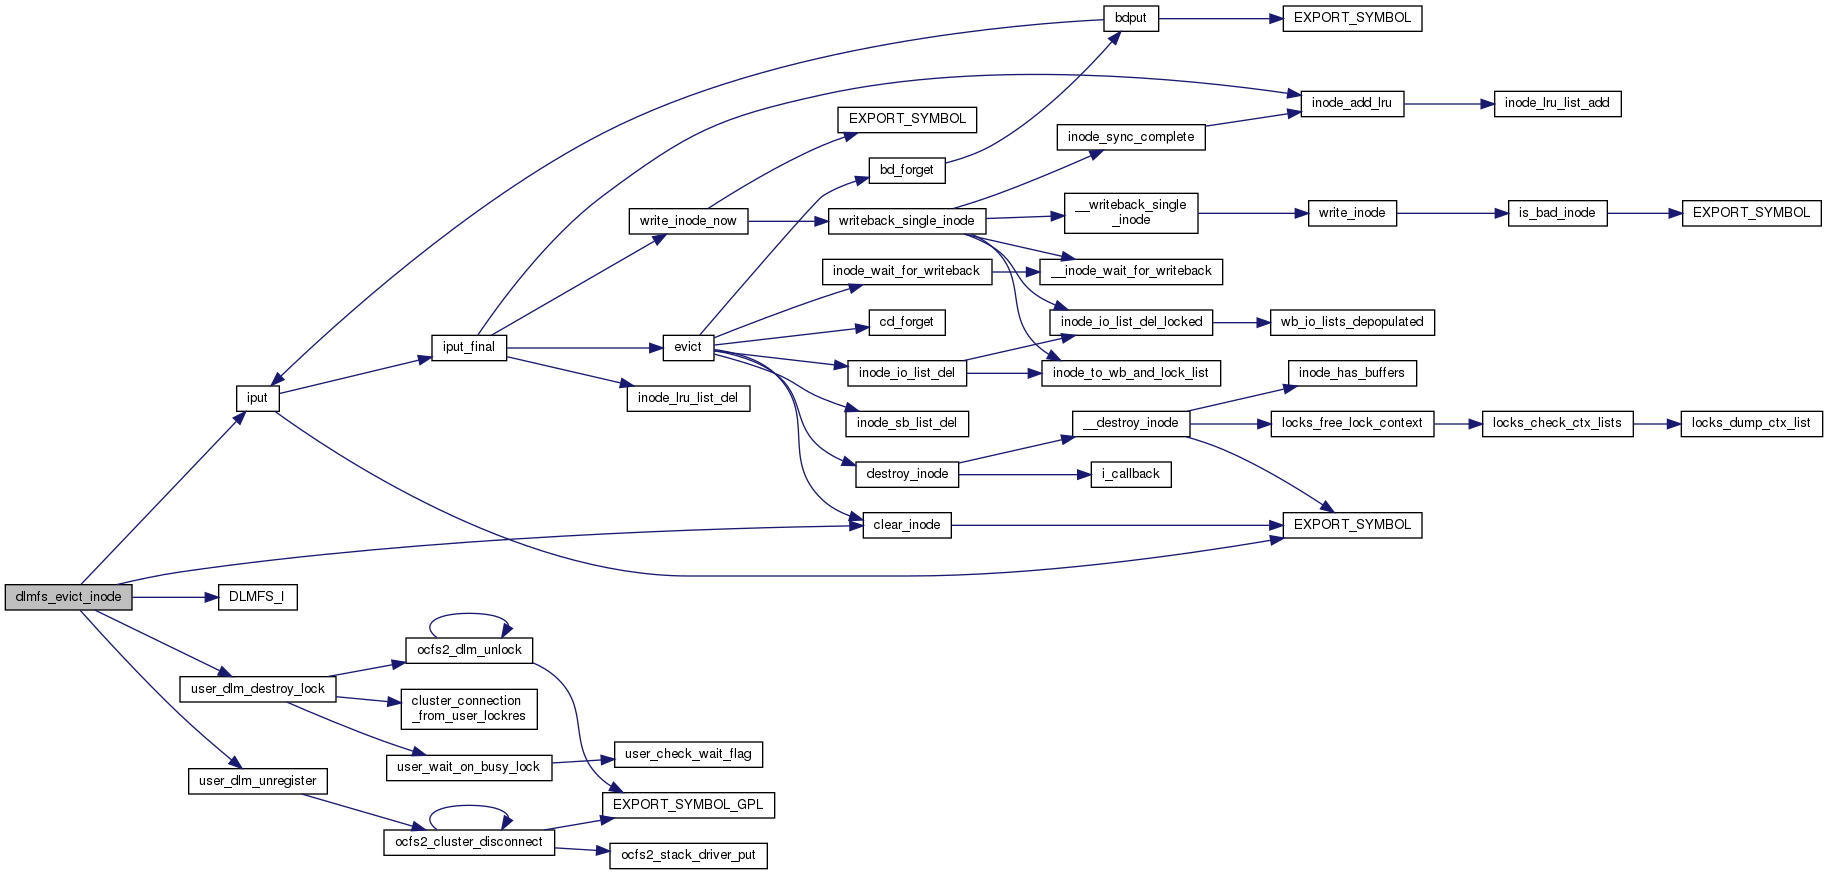 bdput
EXPORT_SYMBOL
inode_add_lru
inode_lru_list_add
EXPORT_SYMBOL
inode_sync_complete
bd_forget
__writeback_single
_inode
write_inode
is_bad_inode
EXPORT_SYMBOL
write_inode_now
writeback_single_inode
inode_wait_for_writeback
__inode_wait_for_writeback
cd_forget
inode_io_list_del_locked
wb_io_lists_depopulated
iput_final
evict
inode_io_list_del
inode_to_wb_and_lock_list
inode_has_buffers
iput
inode_lru_list_del
inode_sb_list_del
__destroy_inode
locks_free_lock_context
locks_check_ctx_lists
locks_dump_ctx_list
destroy_inode
i_callback
clear_inode
EXPORT_SYMBOL
dlmfs_evict_inode
DLMFS_I
ocfs2_dlm_unlock
user_dlm_destroy_lock
cluster_connection
_from_user_lockres
user_wait_on_busy_lock
user_check_wait_flag
user_dlm_unregister
EXPORT_SYMBOL_GPL
ocfs2_cluster_disconnect
ocfs2_stack_driver_put